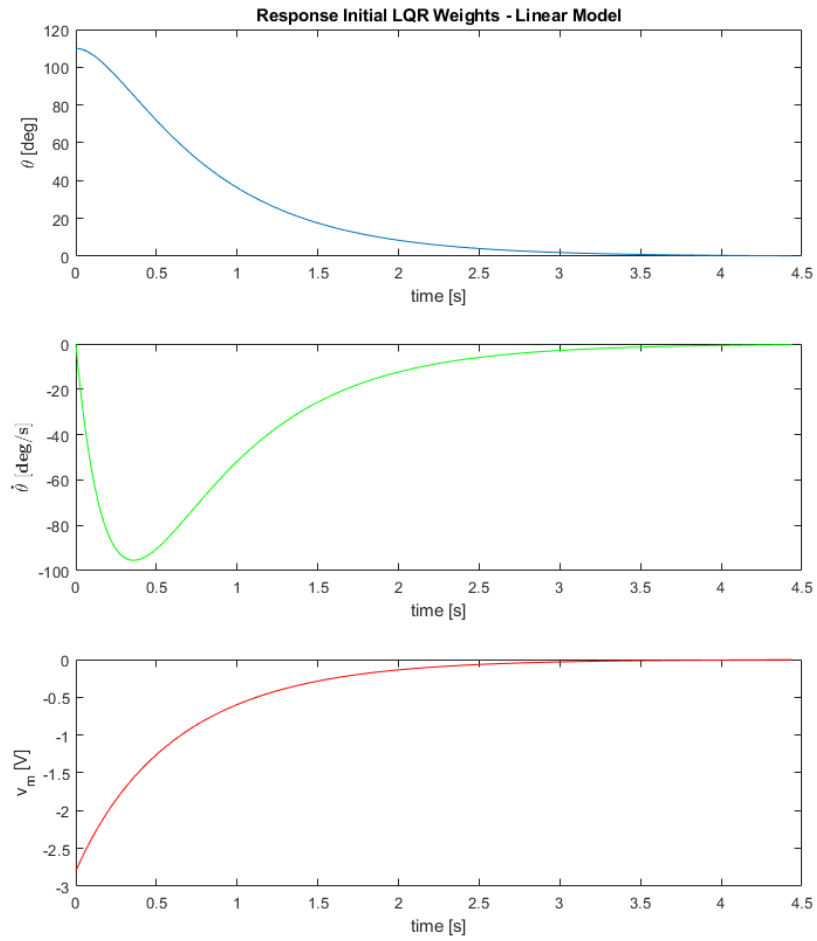 Response Initial LQR Weights - Linear Model
120
100
80
60
40
20
0
θ [deg]
0 0.5 1 1.5 2 2.5 3 3.5 4 4.5
time [s]
0
-20
-40
-60
-80
-100
θ̇ [deg/s]
0 0.5 1 1.5 2 2.5 3 3.5 4 4.5
time [s]
0
-0.5
-1
-1.5
-2
-2.5
-3
v_m [V]
0 0.5 1 1.5 2 2.5 3 3.5 4 4.5
time [s]